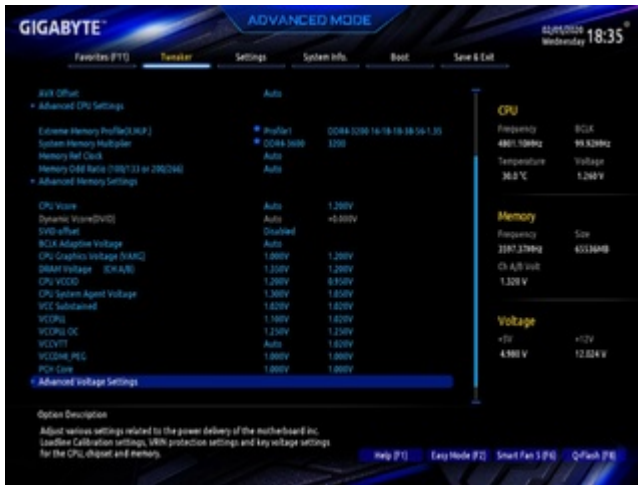 GIGABYTE
ADVANCED MODE
02/05/2020
Wednesday 18:35
Favorites (F11) Tweaker Settings System Info. Boot Save & Exit
AVX Offset Auto
Advanced CPU Settings
Extreme Memory Profile(X.M.P.) Profile1 DDR4-3200 16-18-18-38-56-1.35
System Memory Multiplier DDR4-3600 3200
Memory Ref Clock Auto
Memory Odd Ratio (100/133 or 200/266) Auto
Advanced Memory Settings
CPU Vcore Auto 1.200V
Dynamic Vcore(DVID) Auto +0.000V
SVID offset Disabled
BCLK Adaptive Voltage Auto
CPU Graphics Voltage (VAXG) 1.000V 1.200V
DRAM Voltage (CH A/B) 1.350V 1.200V
CPU VCCIO 1.200V 0.950V
CPU System Agent Voltage 1.300V 1.050V
VCC Substained 1.020V 1.020V
VCCPLL 1.100V 1.020V
VCCPLL OC 1.250V 1.250V
VCCVTT Auto 1.020V
VCCDMI_PEG 1.000V 1.000V
PCH Core 1.000V 1.000V
Advanced Voltage Settings
CPU
Frequency BCLK
4801.10MHz 99.92MHz
Temperature Voltage
30.0 °C 1.260 V
Memory
Frequency Size
3597.37MHz 65536MB
Ch A/B Volt
1.320 V
Voltage
+5V +12V
4.980 V 12.024 V
Option Description
Adjust various settings related to the power delivery of the motherboard inc.
Loadline Calibration settings, VRIN protection settings and key voltage settings
for the CPU, chipset and memory.
Help (F1) Easy Mode (F2) Smart Fan 5 (F6) Q-Flash (F8)